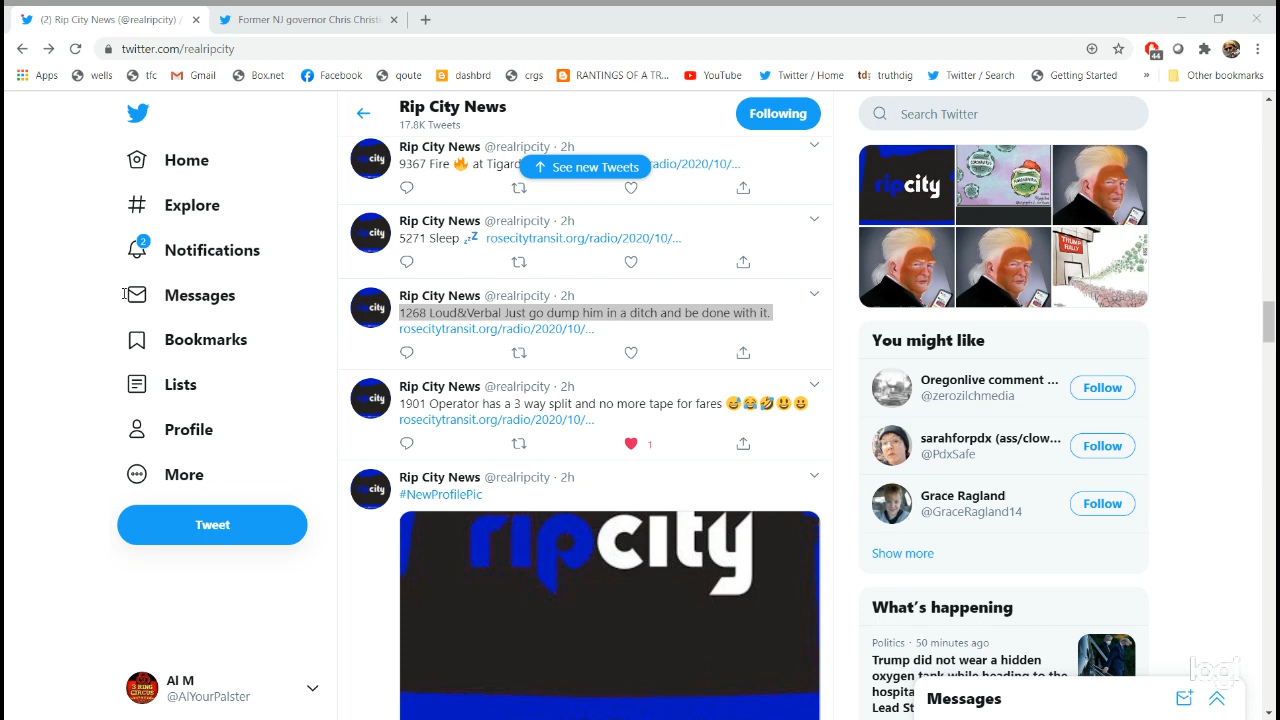 (2) Rip City News (@realripcity) /
Former NJ governor Chris Christi
twitter.com/realripcity
44
Apps
wells
tfc
Gmail
Box.net
Facebook
qoute
dashbrd
crgs
RANTINGS OF A TR...
YouTube
Twitter / Home
td; truthdig
Twitter / Search
Getting Started
»
Other bookmarks
Home
Explore
2
Notifications
Messages
Bookmarks
Lists
Profile
More
Tweet
Al M
@AlYourPalster
Rip City News
17.8K Tweets
Following
See new Tweets
Rip City News @realripcity · 2h
9367 Fire 🔥 at Tigard adio/2020/10/...
Rip City News @realripcity · 2h
5271 Sleep 💤 rosecitytransit.org/radio/2020/10/...
Rip City News @realripcity · 2h
1268 Loud&Verbal Just go dump him in a ditch and be done with it.
rosecitytransit.org/radio/2020/10/...
Rip City News @realripcity · 2h
1901 Operator has a 3 way split and no more tape for fares 😅😂🤣😃😀
rosecitytransit.org/radio/2020/10/...
1
Rip City News @realripcity · 2h
#NewProfilePic
ripcity
Search Twitter
ripcity
TRUMP
RALLY
You might like
Oregonlive comment ...
@zerozilchmedia
Follow
sarahforpdx (ass/clow...
@PdxSafe
Follow
Grace Ragland
@GraceRagland14
Follow
Show more
What's happening
Politics · 50 minutes ago
Trump did not wear a hidden
oxygen tank while heading to the
hospita
Lead St
Messages
logi